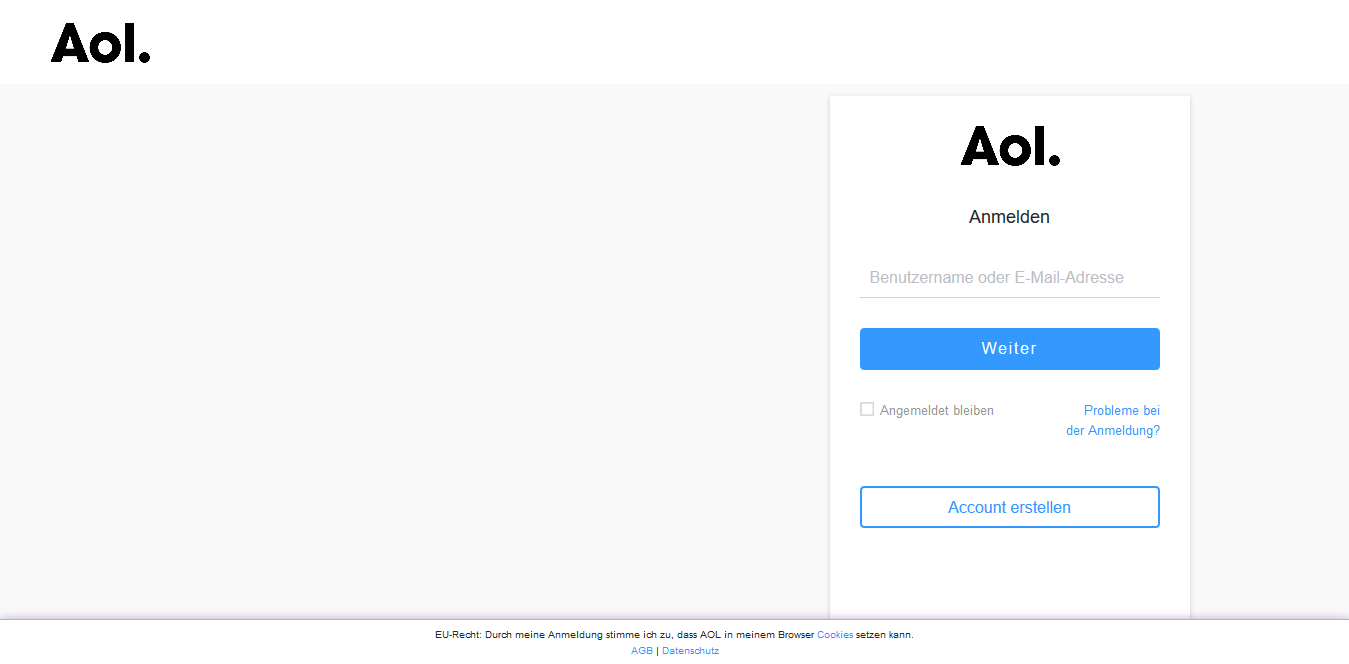 Aol.
Aol.
Anmelden
Benutzername oder E-Mail-Adresse
Weiter
Angemeldet bleiben
Probleme bei
der Anmeldung?
Account erstellen
EU-Recht: Durch meine Anmeldung stimme ich zu, dass AOL in meinem Browser Cookies setzen kann.
AGB | Datenschutz